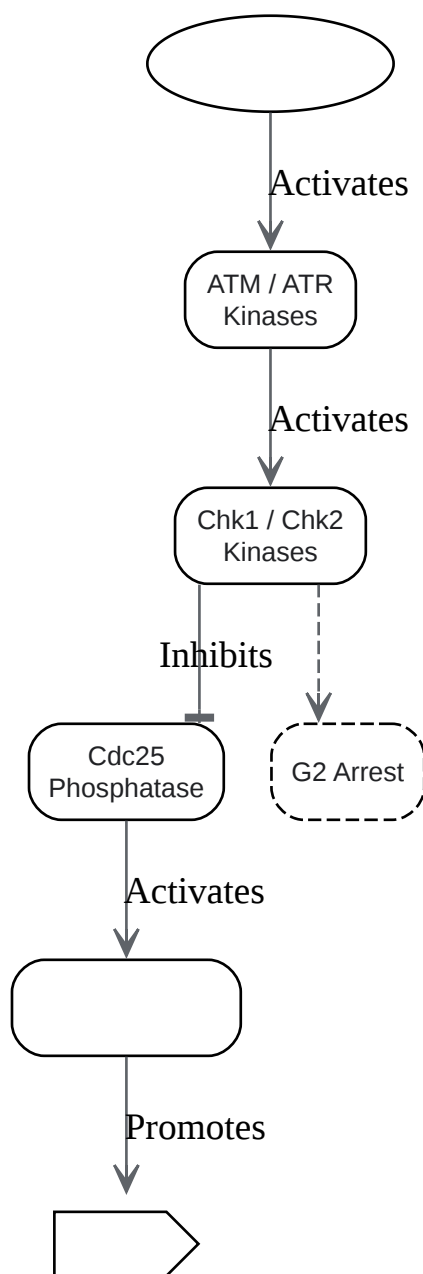 Activates
ATM / ATR
Kinases
Activates
Chk1 / Chk2
Kinases
Inhibits
Cdc25
Phosphatase
G2 Arrest
Activates
Promotes